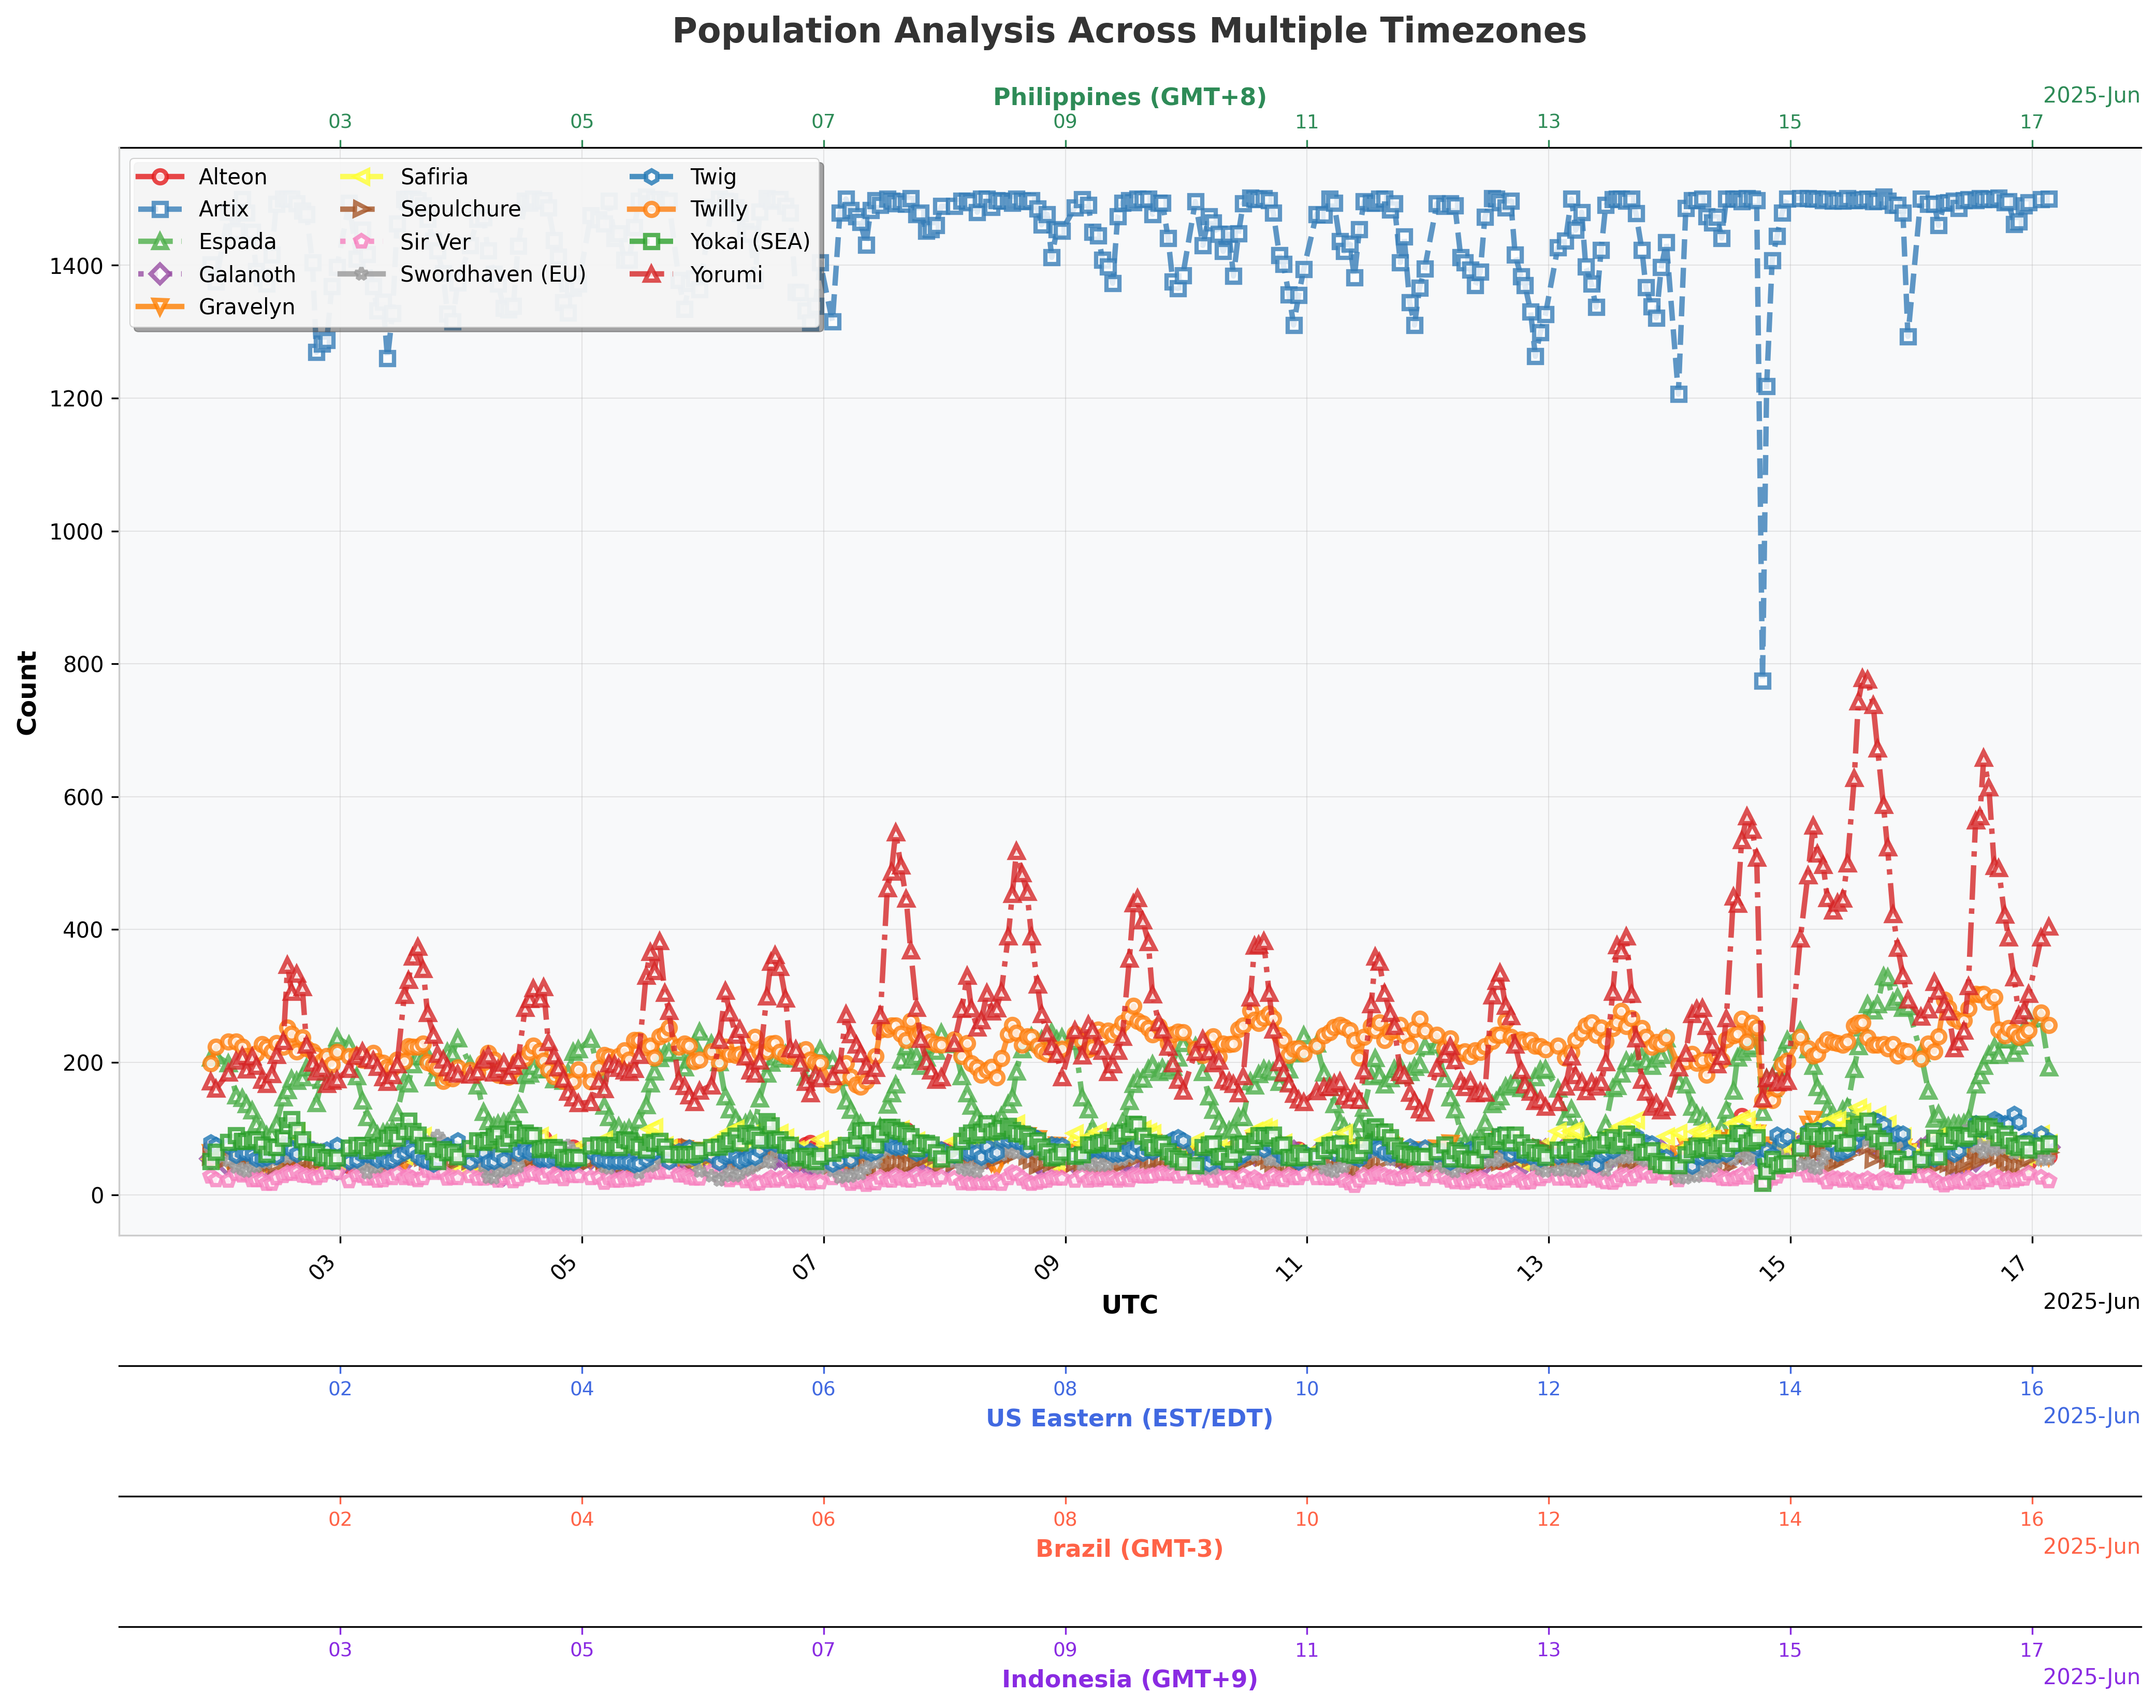 Population Analysis Across Multiple Timezones
Philippines (GMT+8)
2025-Jun
03 05 07 09 11 13 15 17
Alteon Safiria Twig
Artix Sepulchure Twilly
Espada Sir Ver Yokai (SEA)
Galanoth Swordhaven (EU) Yorumi
Gravelyn
1400
1200
1000
800
600
400
200
0
Count
03 05 07 09 11 13 15 17
UTC
2025-Jun
02 04 06 08 10 12 14 16
US Eastern (EST/EDT)
2025-Jun
02 04 06 08 10 12 14 16
Brazil (GMT-3)
2025-Jun
03 05 07 09 11 13 15 17
Indonesia (GMT+9)
2025-Jun